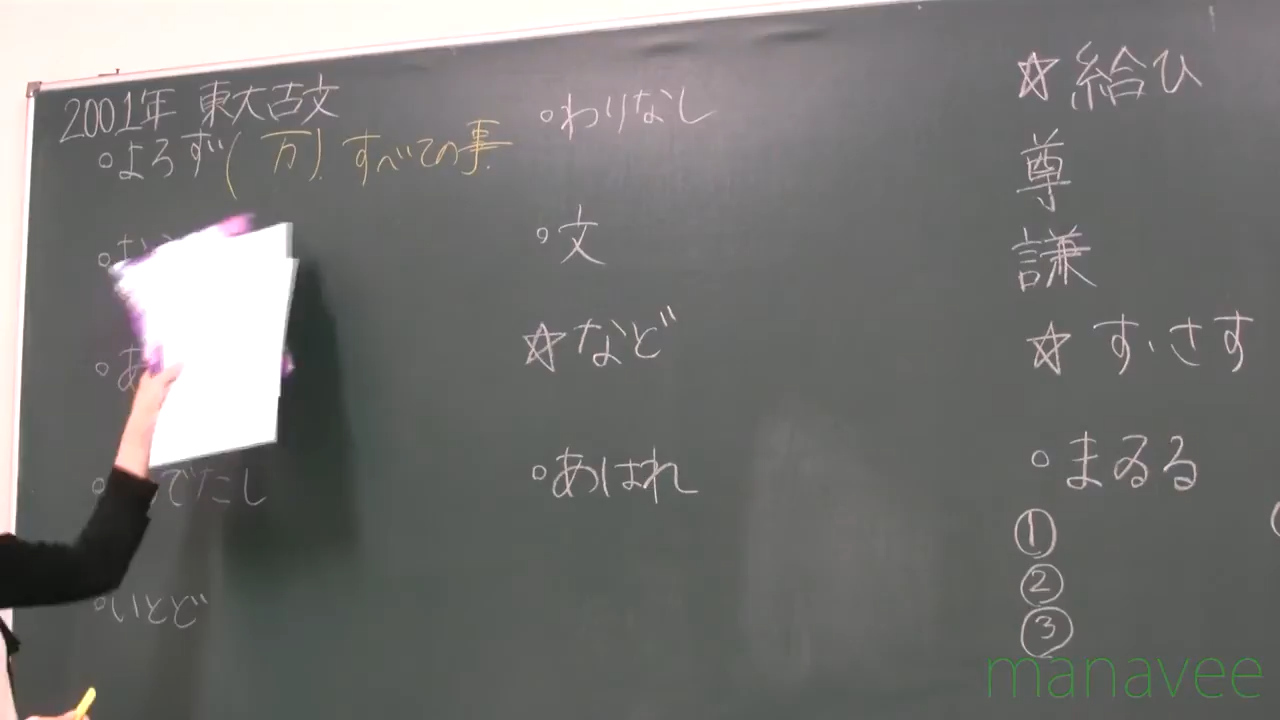 2001年 東大古文
○よろず(万). すべての事
でたし
○いとど
○わりなし
○文
☆など
○あはれ
☆給ひ
尊
謙
☆す・さす
○まゐる
①
②
③
manavee